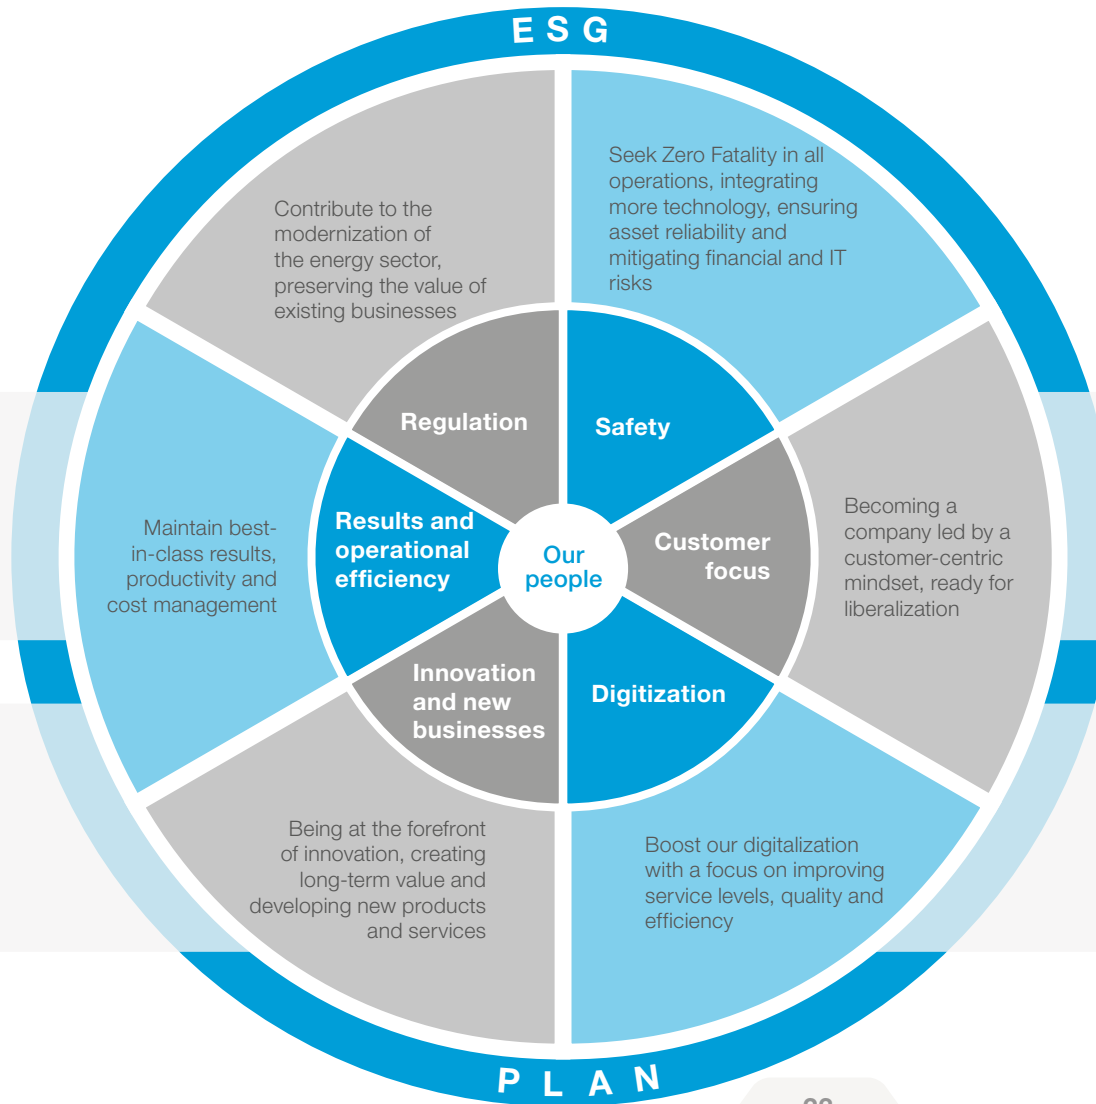 ESG
Contribute to the
modernization of
the energy sector,
preserving the value of
existing businesses
Regulation
Seek Zero Fatality in all
operations, integrating
more technology, ensuring
asset reliability and
mitigating financial and IT
risks
Safety
Becoming a
company led by a
customer-centric
mindset, ready for
liberalization
Customer
focus
Boost our digitalization
with a focus on improving
service levels, quality and
efficiency
Digitization
Being at the forefront
of innovation, creating
long-term value and
developing new products
and services
Innovation
and new
businesses
Maintain best-
in-class results,
productivity and
cost management
Results and
operational
efficiency
Our
people
PLAN